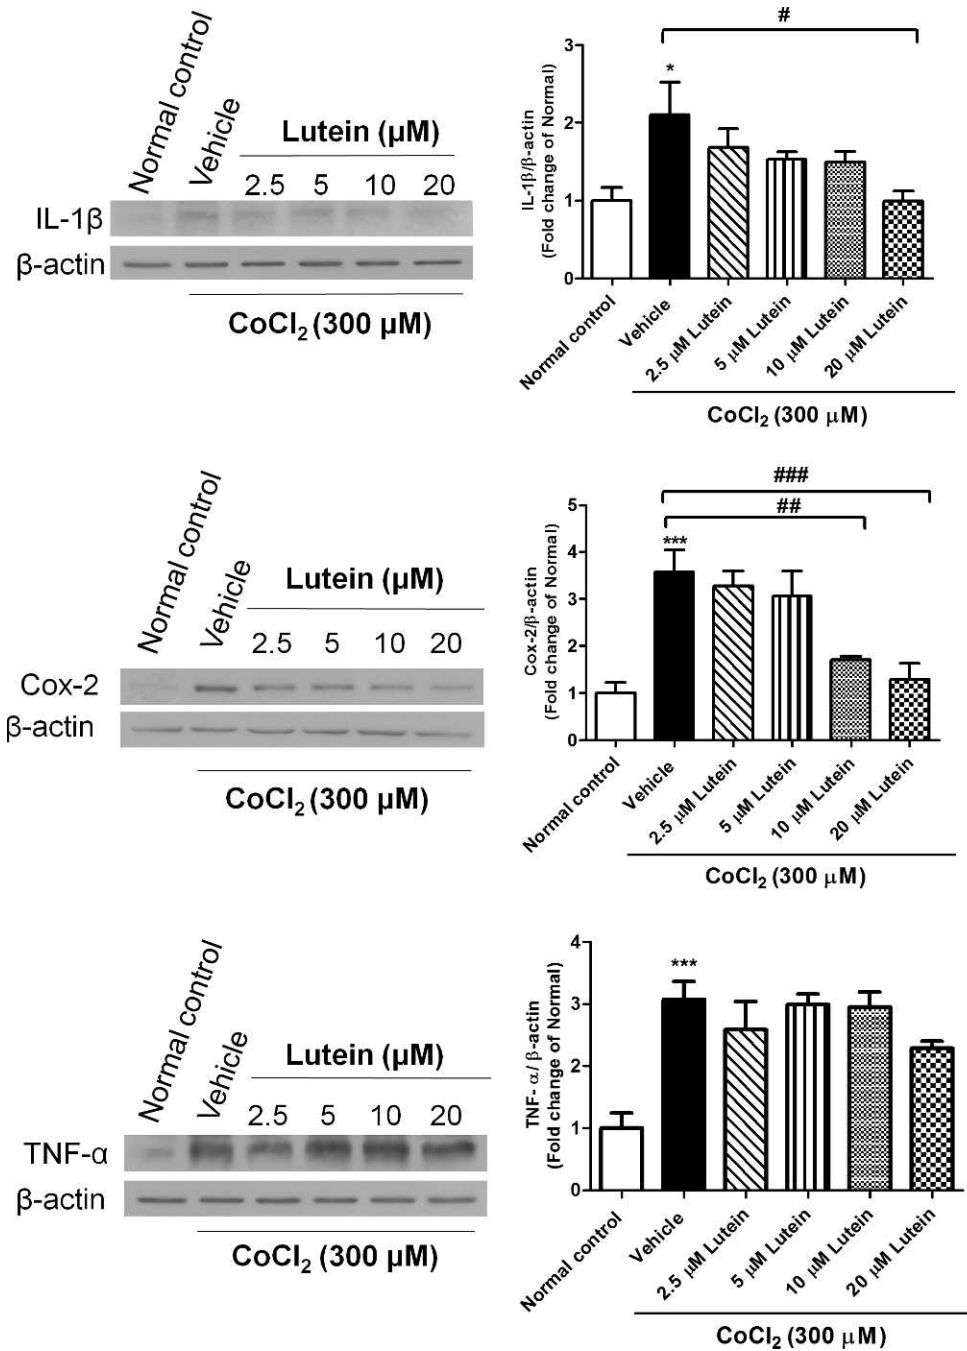 Normal control
Vehicle
Lutein (µM)
2.5 5 10 20
IL-1β
β-actin
CoCl₂ (300 µM)
#
*
IL-1β/β-actin
(Fold change of Normal)
3
2
1
0
Normal control
Vehicle
2.5 µM Lutein
5 µM Lutein
10 µM Lutein
20 µM Lutein
CoCl₂ (300 µM)
Normal control
Vehicle
Lutein (µM)
2.5 5 10 20
Cox-2
β-actin
CoCl₂ (300 µM)
###
##
***
Cox-2/β-actin
(Fold change of Normal)
5
4
3
2
1
0
Normal control
Vehicle
2.5 µM Lutein
5 µM Lutein
10 µM Lutein
20 µM Lutein
CoCl₂ (300 µM)
Normal control
Vehicle
Lutein (µM)
2.5 5 10 20
TNF-α
β-actin
CoCl₂ (300 µM)
***
TNF- α/ β-actin
(Fold change of Normal)
4
3
2
1
0
Normal control
Vehicle
2.5 µM Lutein
5 µM Lutein
10 µM Lutein
20 µM Lutein
CoCl₂ (300 µM)